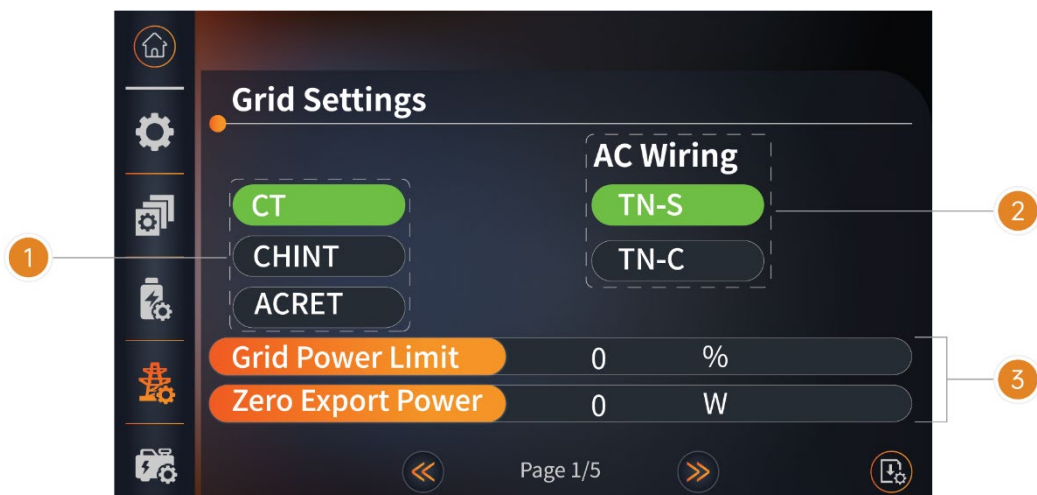 Grid Settings
AC Wiring
CT
TN-S
CHINT
TN-C
ACRET
Grid Power Limit 0 %
Zero Export Power 0 W
Page 1/5
1
2
3